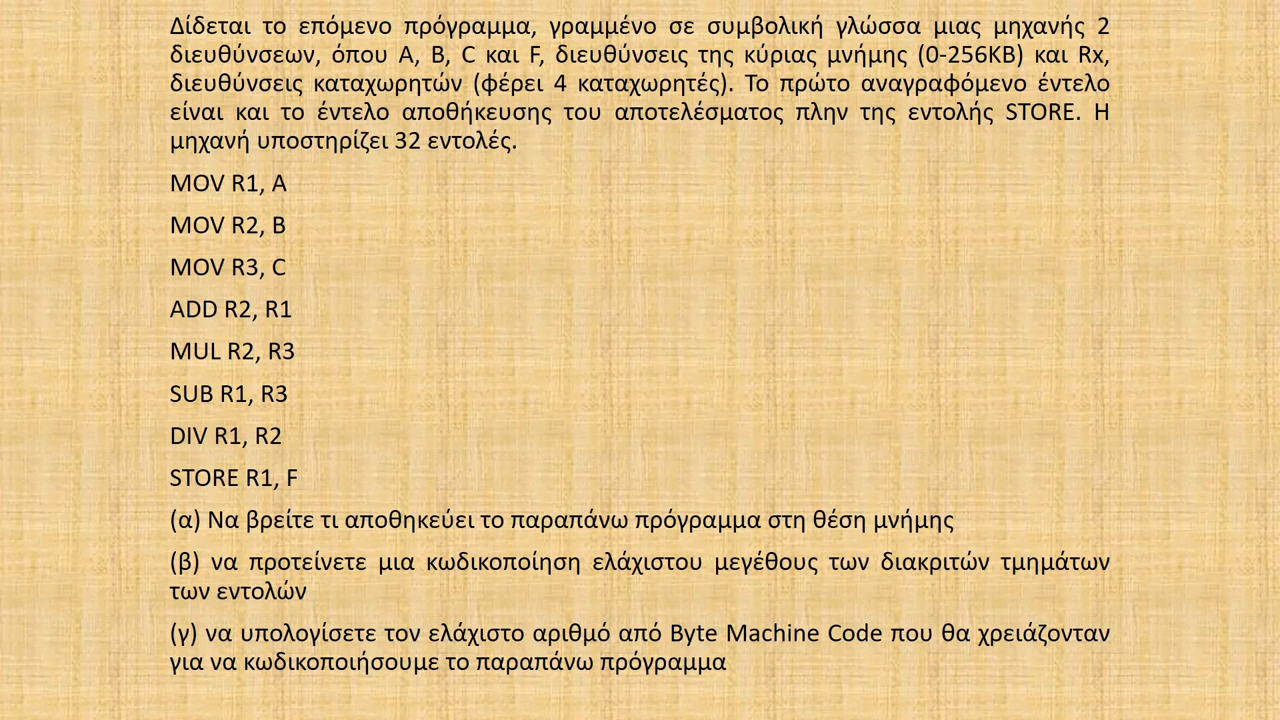 Δίδεται το επόμενο πρόγραμμα, γραμμένο σε συμβολική γλώσσα μιας μηχανής 2
διευθύνσεων, όπου A, B, C και F, διευθύνσεις της κύριας μνήμης (0-256KB) και Rx,
διευθύνσεις καταχωρητών (φέρει 4 καταχωρητές). Το πρώτο αναγραφόμενο έντελο
είναι και το έντελο αποθήκευσης του αποτελέσματος πλην της εντολής STORE. Η
μηχανή υποστηρίζει 32 εντολές.
MOV R1, A
MOV R2, B
MOV R3, C
ADD R2, R1
MUL R2, R3
SUB R1, R3
DIV R1, R2
STORE R1, F
(α) Να βρείτε τι αποθηκεύει το παραπάνω πρόγραμμα στη θέση μνήμης
(β) να προτείνετε μια κωδικοποίηση ελάχιστου μεγέθους των διακριτών τμημάτων
των εντολών
(γ) να υπολογίσετε τον ελάχιστο αριθμό από Byte Machine Code που θα χρειάζονταν
για να κωδικοποιήσουμε το παραπάνω πρόγραμμα